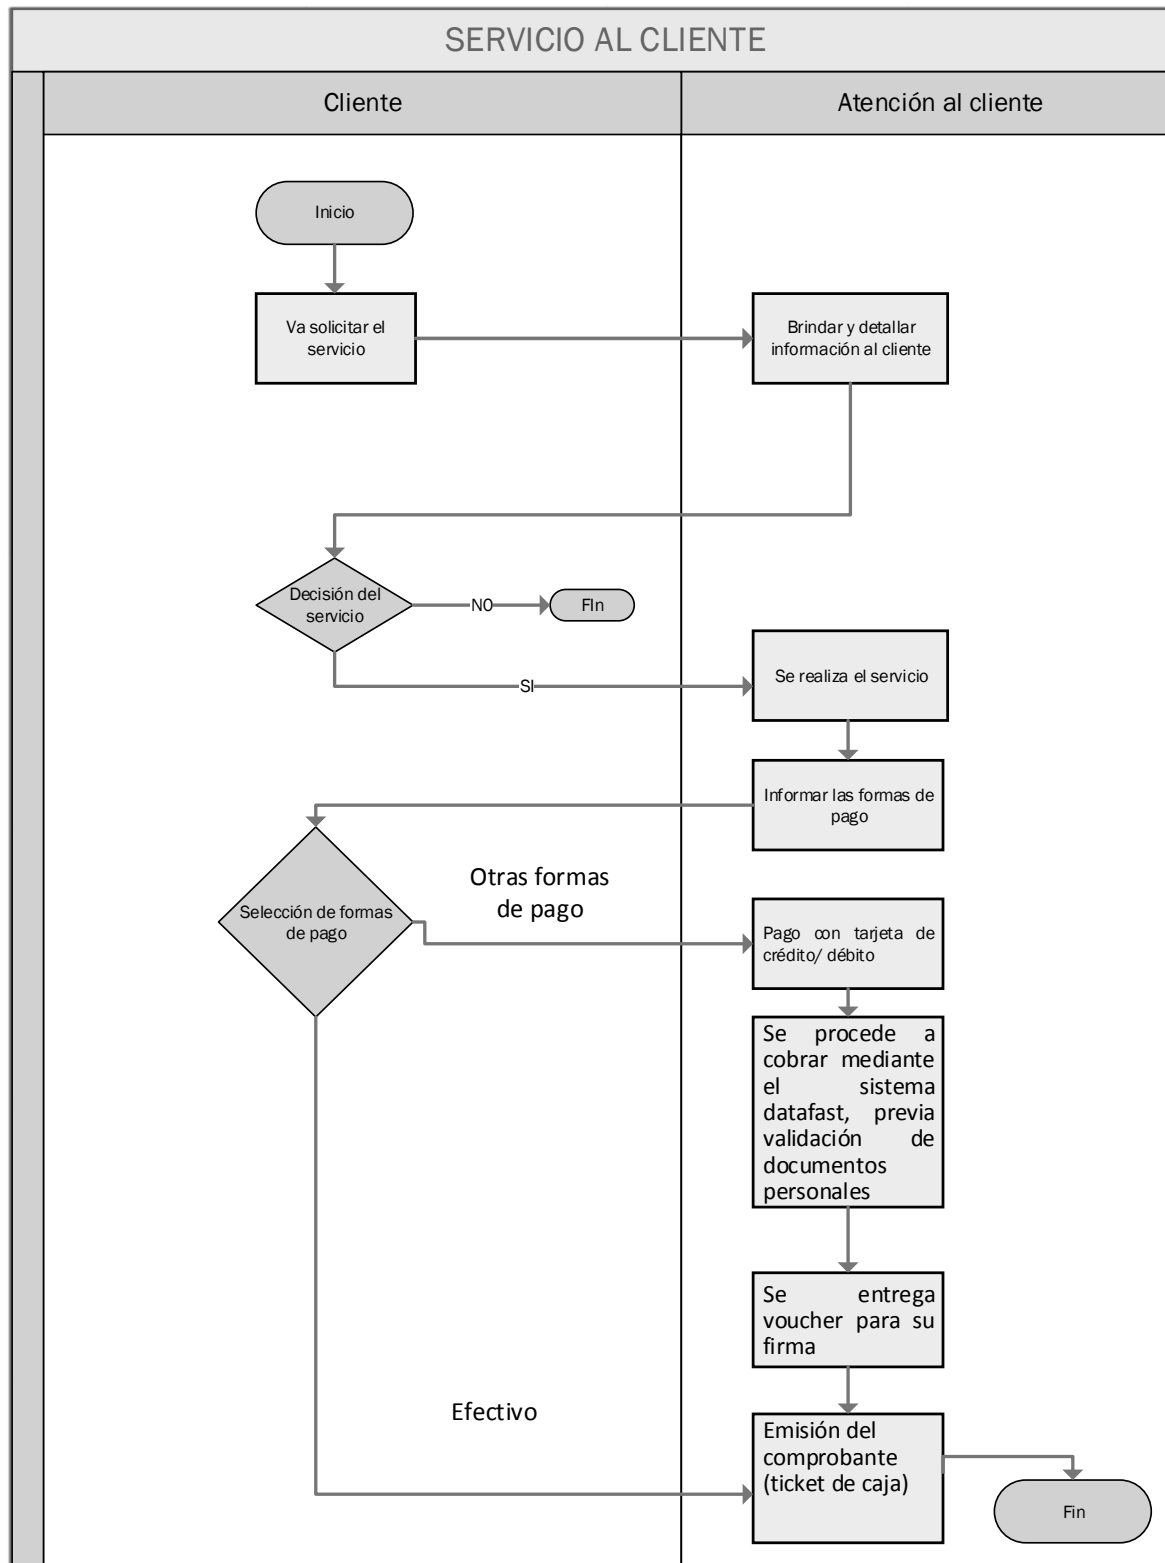 SERVICIO AL CLIENTE
Cliente
Atención al cliente
Inicio
Va solicitar el
servicio
Brindar y detallar
información al cliente
Decisión del
servicio
NO
FIn
SI
Se realiza el servicio
Informar las formas de
pago
Otras formas
de pago
Selección de formas
de pago
Pago con tarjeta de
crédito/ débito
Se procede a
cobrar mediante
el sistema
datafast, previa
validación de
documentos
personales
Se entrega
voucher para su
firma
Efectivo
Emisión del
comprobante
(ticket de caja)
Fin